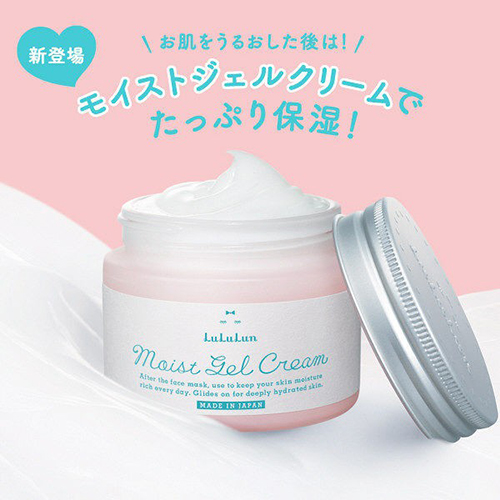 新登場
お肌をうるおした後は!
モイストジェルクリームで
たっぷり保湿!
LuLuLun
Moist Gel Cream
After the face mask, use to keep your skin moisture
rich every day. Glides on for deeply hydrated skin.
MADE IN JAPAN